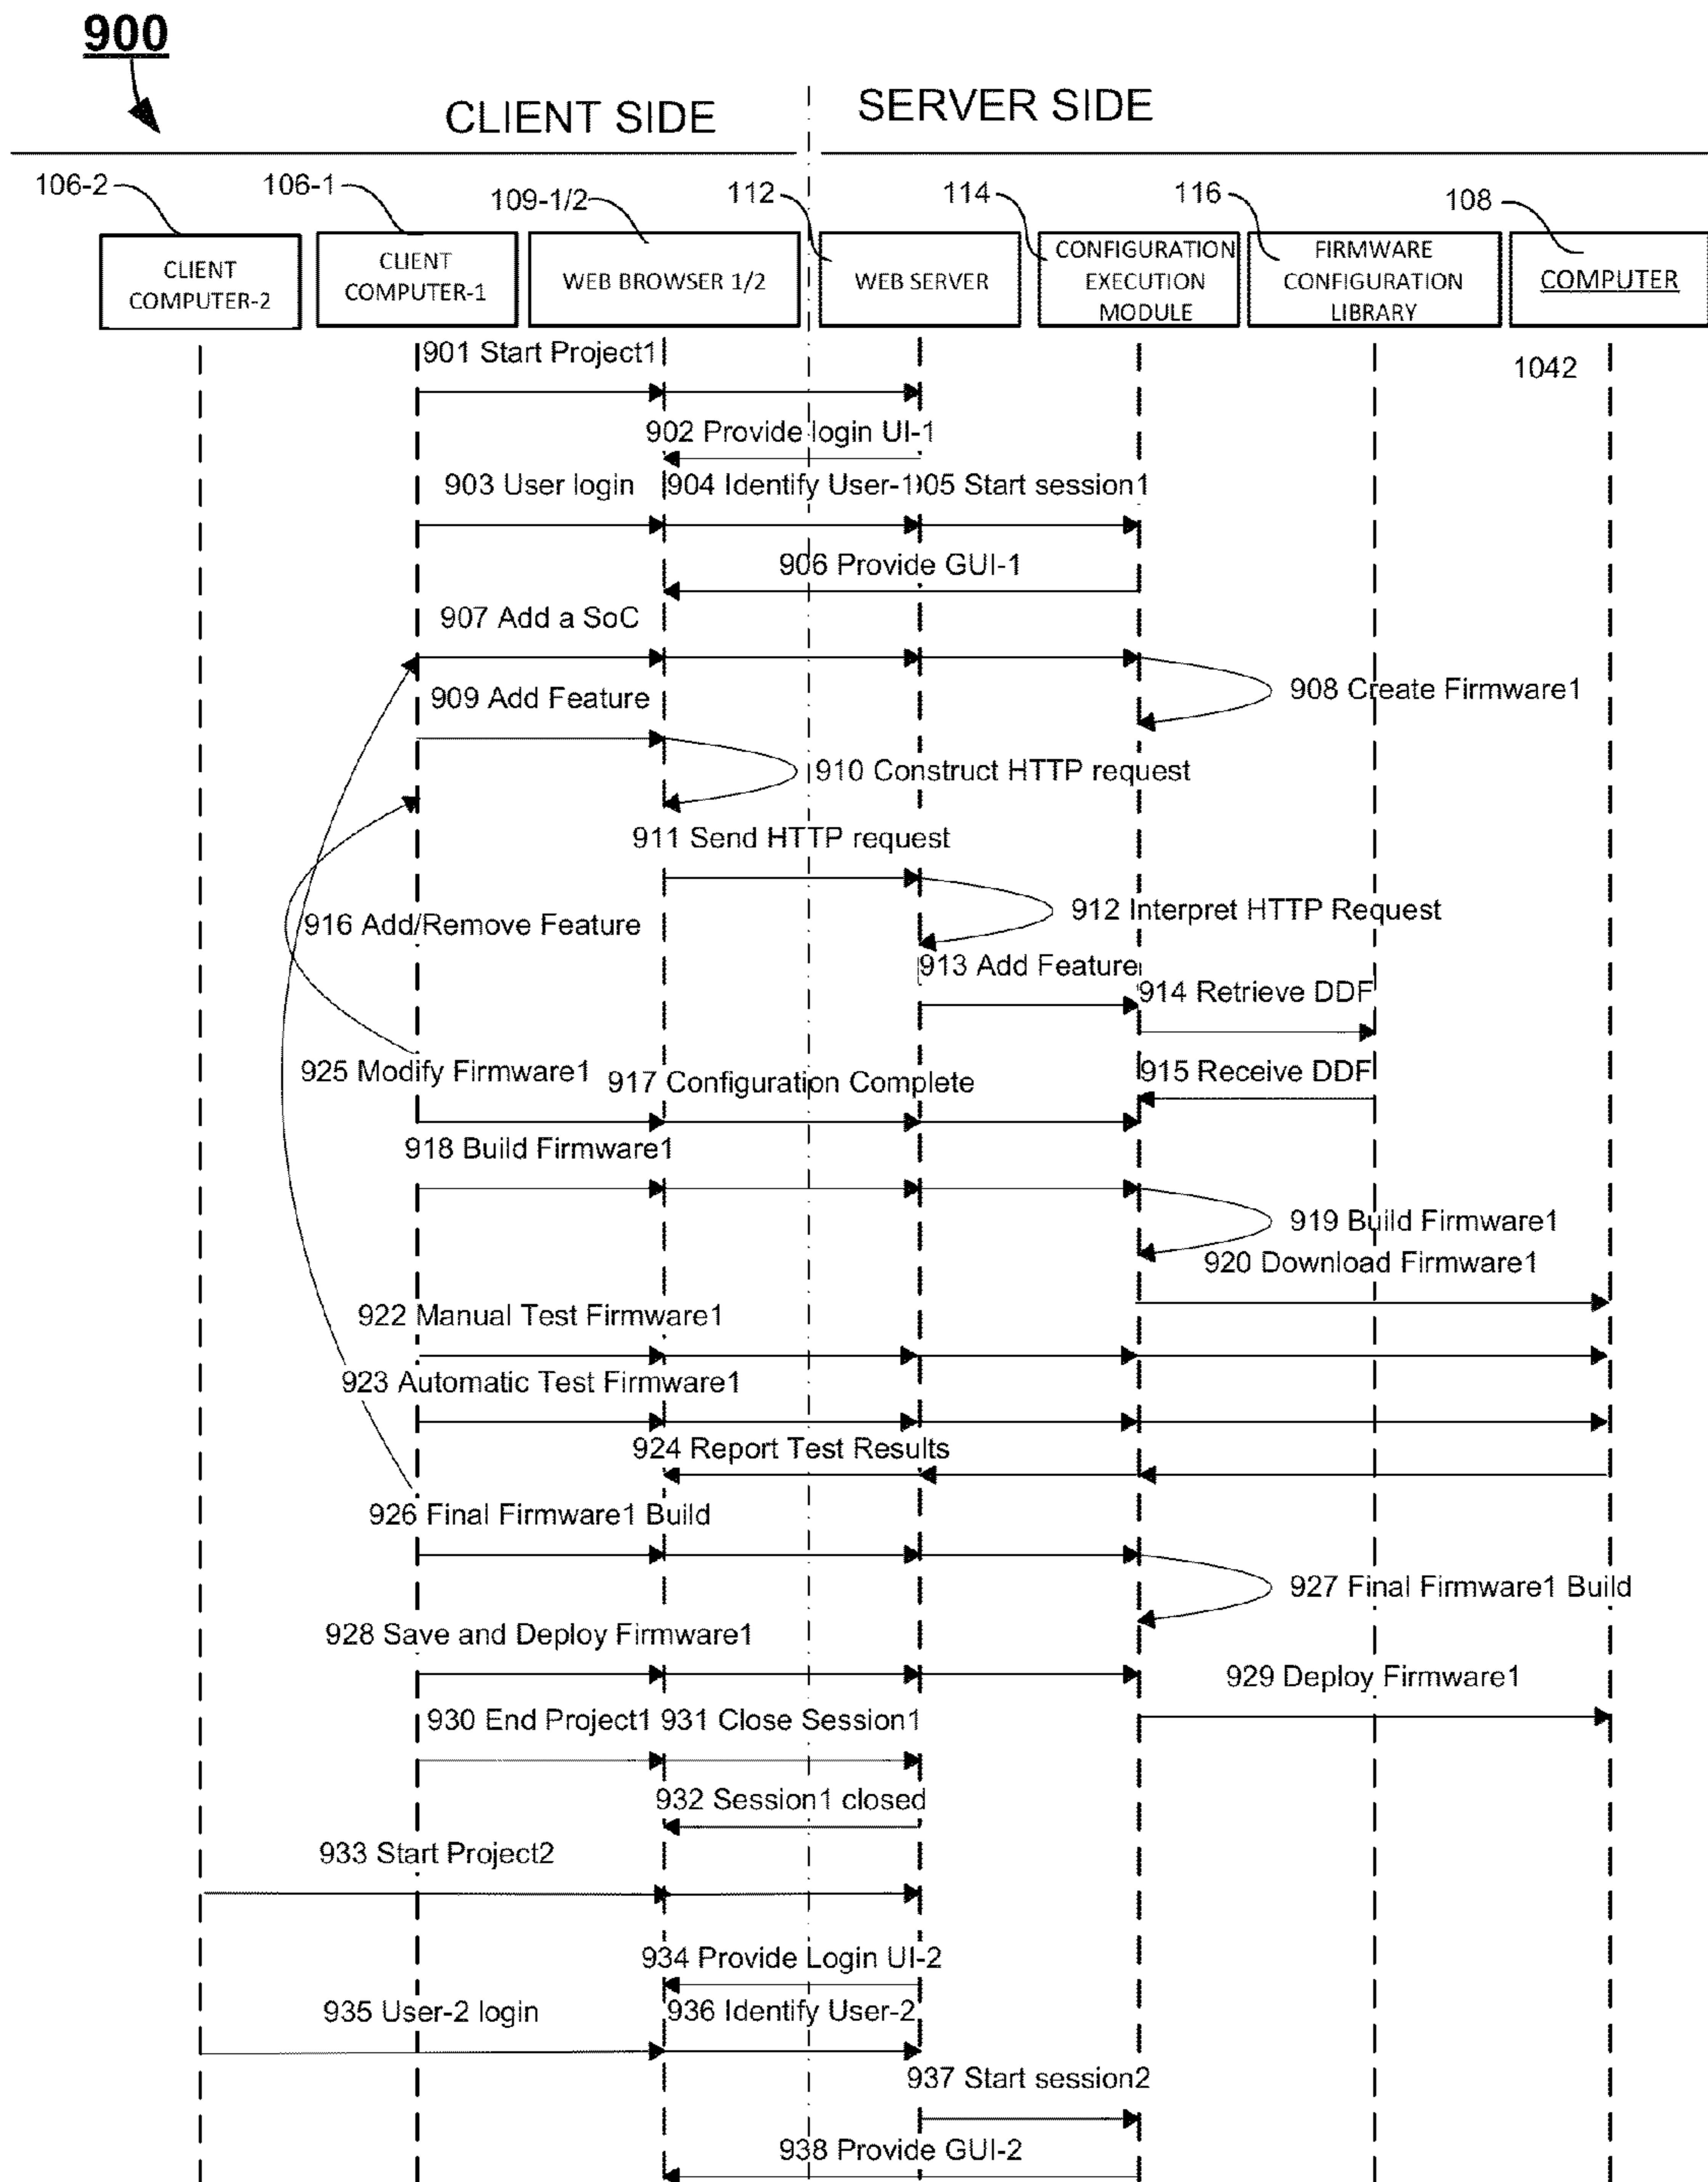 900
CLIENT SIDE
SERVER SIDE
106-2
106-1
109-1/2
112
114
116
108
CLIENT
COMPUTER-2
CLIENT
COMPUTER-1
WEB BROWSER 1/2
WEB SERVER
CONFIGURATION
EXECUTION
MODULE
FIRMWARE
CONFIGURATION
LIBRARY
COMPUTER
901 Start Project1
1042
902 Provide login UI-1
903 User login
904 Identify User-1
905 Start session1
906 Provide GUI-1
907 Add a SoC
908 Create Firmware1
909 Add Feature
910 Construct HTTP request
911 Send HTTP request
912 Interpret HTTP Request
916 Add/Remove Feature
913 Add Feature
914 Retrieve DDF
925 Modify Firmware1
917 Configuration Complete
915 Receive DDF
918 Build Firmware1
919 Build Firmware1
920 Download Firmware1
922 Manual Test Firmware1
923 Automatic Test Firmware1
924 Report Test Results
926 Final Firmware1 Build
927 Final Firmware1 Build
928 Save and Deploy Firmware1
929 Deploy Firmware1
930 End Project1
931 Close Session1
932 Session1 closed
933 Start Project2
934 Provide Login UI-2
935 User-2 login
936 Identify User-2
937 Start session2
938 Provide GUI-2